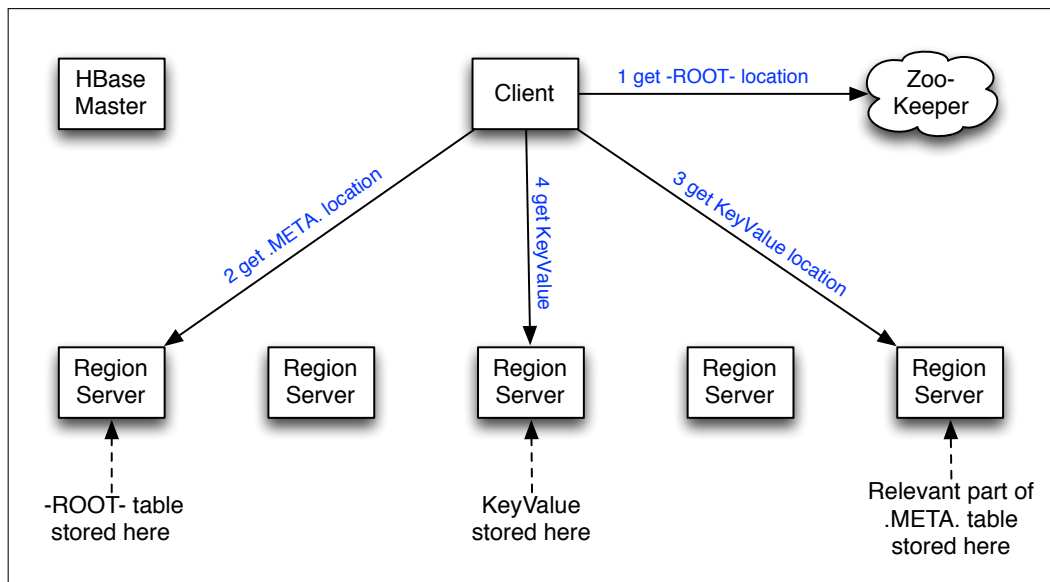 HBase
Master
Client
1 get -ROOT- location
Zoo-
Keeper
2 get .META. location
4 get KeyValue
3 get KeyValue location
Region
Server
Region
Server
Region
Server
Region
Server
Region
Server
-ROOT- table
stored here
KeyValue
stored here
Relevant part of
.META. table
stored here